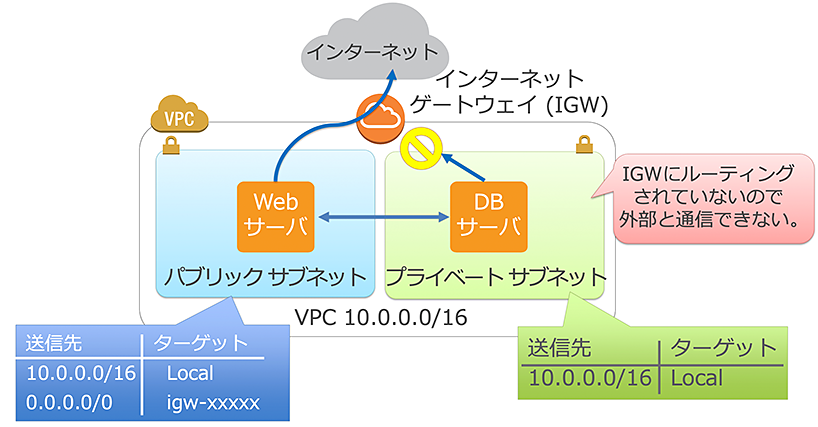 インターネット
インターネット
ゲートウェイ (IGW)
VPC
IGWにルーティング
されていないので
外部と通信できない。
Web
サーバ
DB
サーバ
パブリック サブネット
プライベート サブネット
VPC 10.0.0.0/16
送信先 ターゲット
10.0.0.0/16 Local
0.0.0.0/0 igw-xxxxx
送信先 ターゲット
10.0.0.0/16 Local